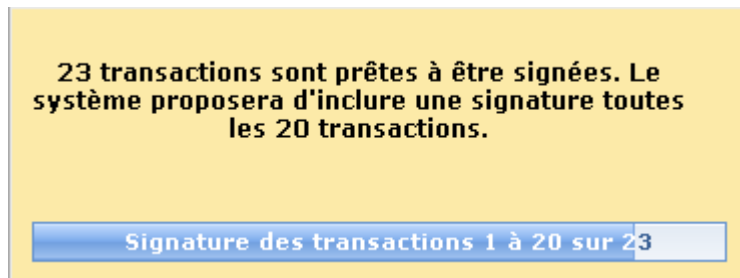 23 transactions sont prêtes à être signées. Le
système proposera d'inclure une signature toutes
les 20 transactions.
Signature des transactions 1 à 20 sur 23